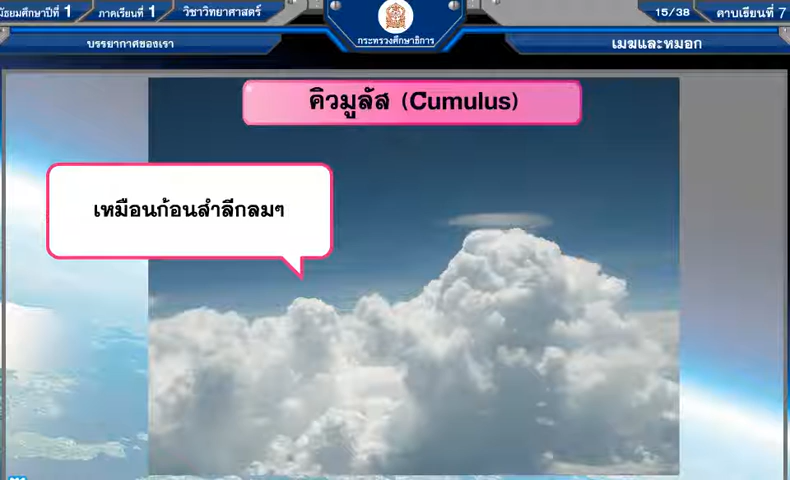 มัธยมศึกษาปีที่ 1 ภาคเรียนที่ 1 วิชาวิทยาศาสตร์ 15/38 คาบเรียนที่ 7
บรรยากาศของเรา กระทรวงศึกษาธิการ เมฆและหมอก
คิวมูลัส (Cumulus)
เหมือนก้อนสำลีกลมๆ